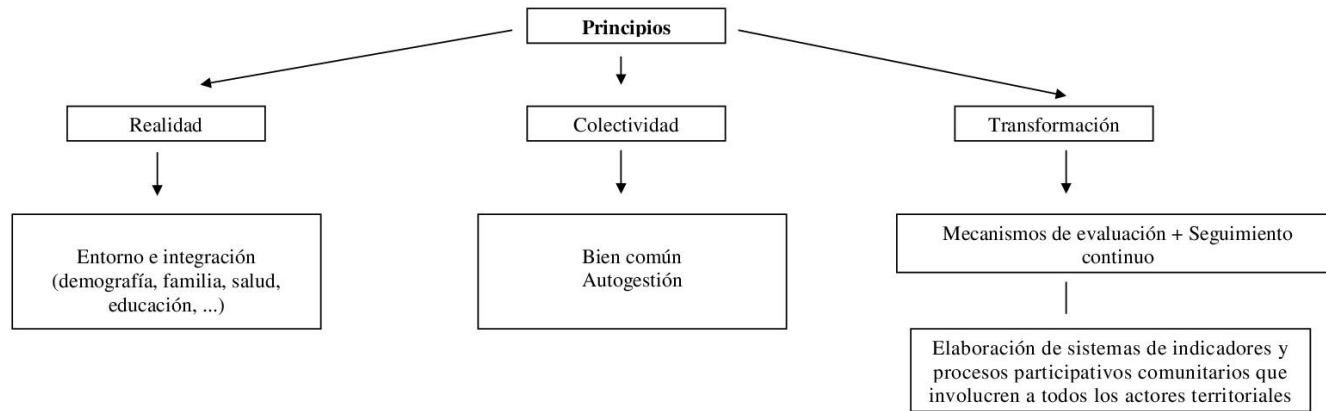 Principios
Realidad
Colectividad
Transformación
Entorno e integración
(demografía, familia, salud,
educación, ...)
Bien común
Autogestión
Mecanismos de evaluación + Seguimiento
continuo
Elaboración de sistemas de indicadores y
procesos participativos comunitarios que
involucren a todos los actores territoriales